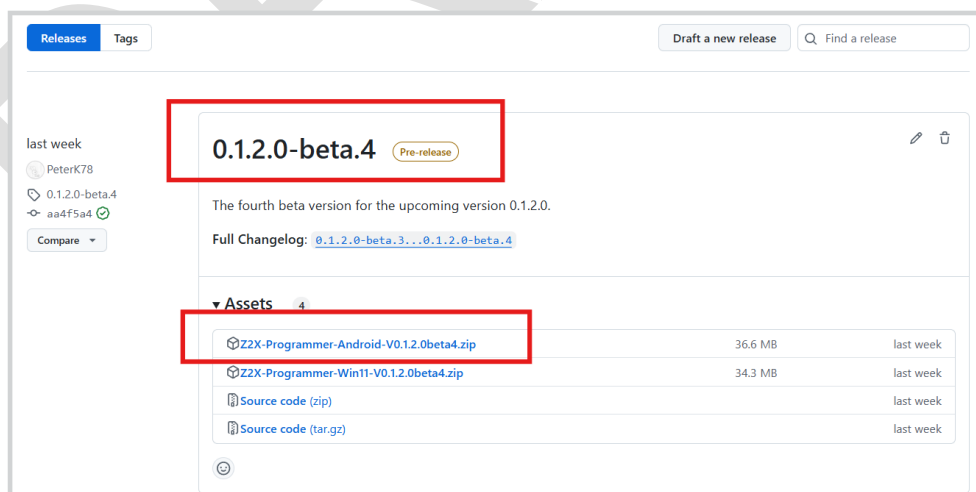 Releases Tags Draft a new release Find a release
last week
PeterK78
0.1.2.0-beta.4
aa4f5a4
Compare
0.1.2.0-beta.4 Pre-release
The fourth beta version for the upcoming version 0.1.2.0.
Full Changelog: 0.1.2.0-beta.3...0.1.2.0-beta.4
Assets 4
Z2X-Programmer-Android-V0.1.2.0beta4.zip 36.6 MB last week
Z2X-Programmer-Win11-V0.1.2.0beta4.zip 34.3 MB last week
Source code (zip) last week
Source code (tar.gz) last week